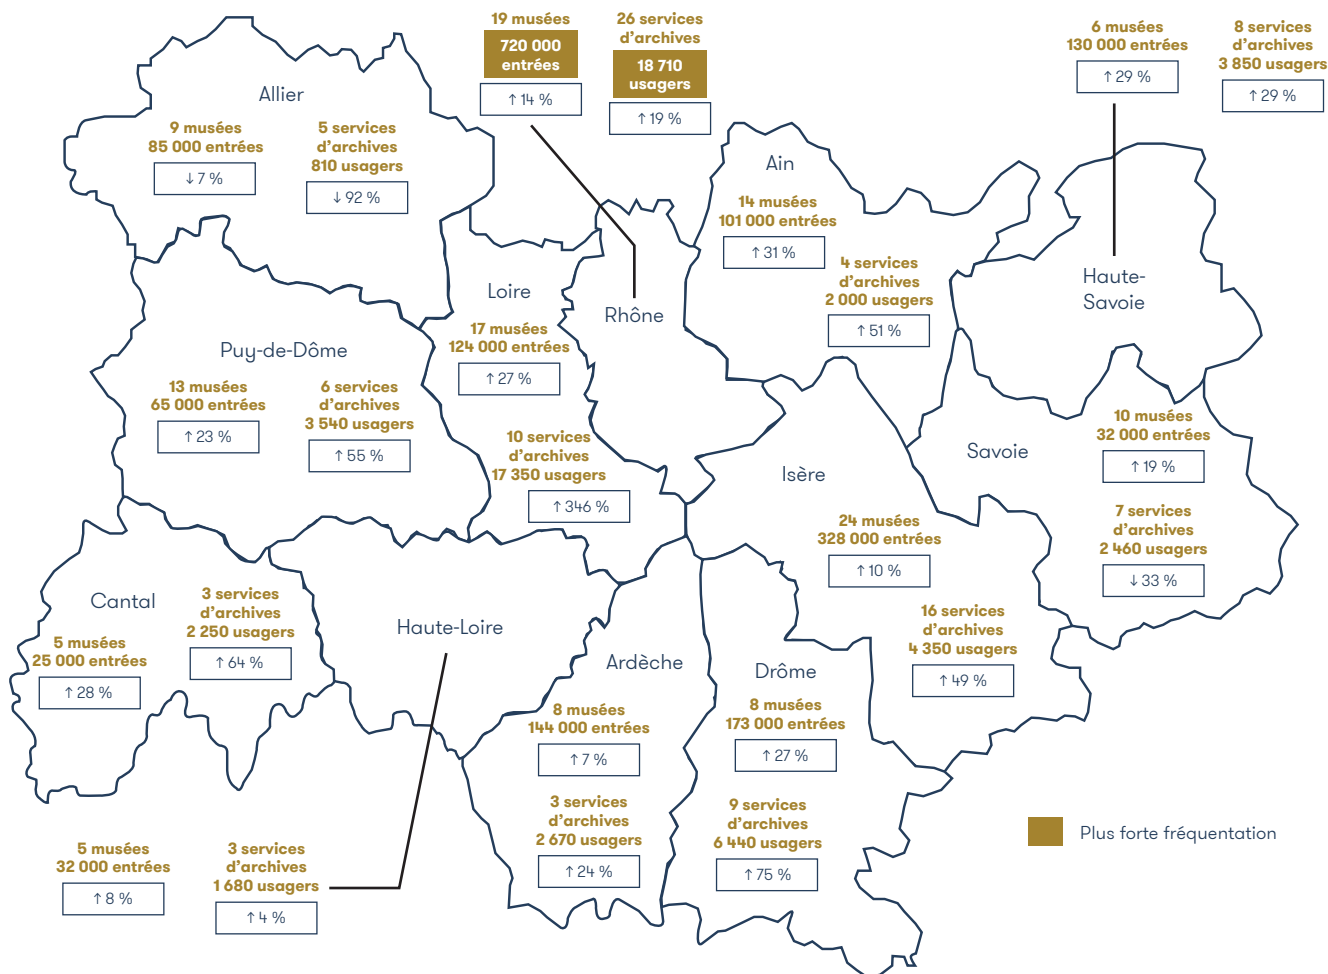 19 musées
720 000
entrées
↑ 14 %
26 services
d'archives
18 710
usagers
↑ 19 %
6 musées
130 000 entrées
↑ 29 %
8 services
d'archives
3 850 usagers
↑ 29 %
Allier
9 musées
85 000 entrées
↓ 7 %
5 services
d'archives
810 usagers
↓ 92 %
Ain
14 musées
101 000 entrées
↑ 31 %
4 services
d'archives
2 000 usagers
↑ 51 %
Haute-
Savoie
Loire
17 musées
124 000 entrées
↑ 27 %
10 services
d'archives
17 350 usagers
↑ 346 %
Rhône
Puy-de-Dôme
13 musées
65 000 entrées
↑ 23 %
6 services
d'archives
3 540 usagers
↑ 55 %
Savoie
10 musées
32 000 entrées
↑ 19 %
7 services
d'archives
2 460 usagers
↓ 33 %
Isère
24 musées
328 000 entrées
↑ 10 %
16 services
d'archives
4 350 usagers
↑ 49 %
Cantal
5 musées
25 000 entrées
↑ 28 %
3 services
d'archives
2 250 usagers
↑ 64 %
Haute-Loire
Ardèche
8 musées
144 000 entrées
↑ 7 %
3 services
d'archives
2 670 usagers
↑ 24 %
Drôme
8 musées
173 000 entrées
↑ 27 %
9 services
d'archives
6 440 usagers
↑ 75 %
5 musées
32 000 entrées
↑ 8 %
3 services
d'archives
1 680 usagers
↑ 4 %
Plus forte fréquentation